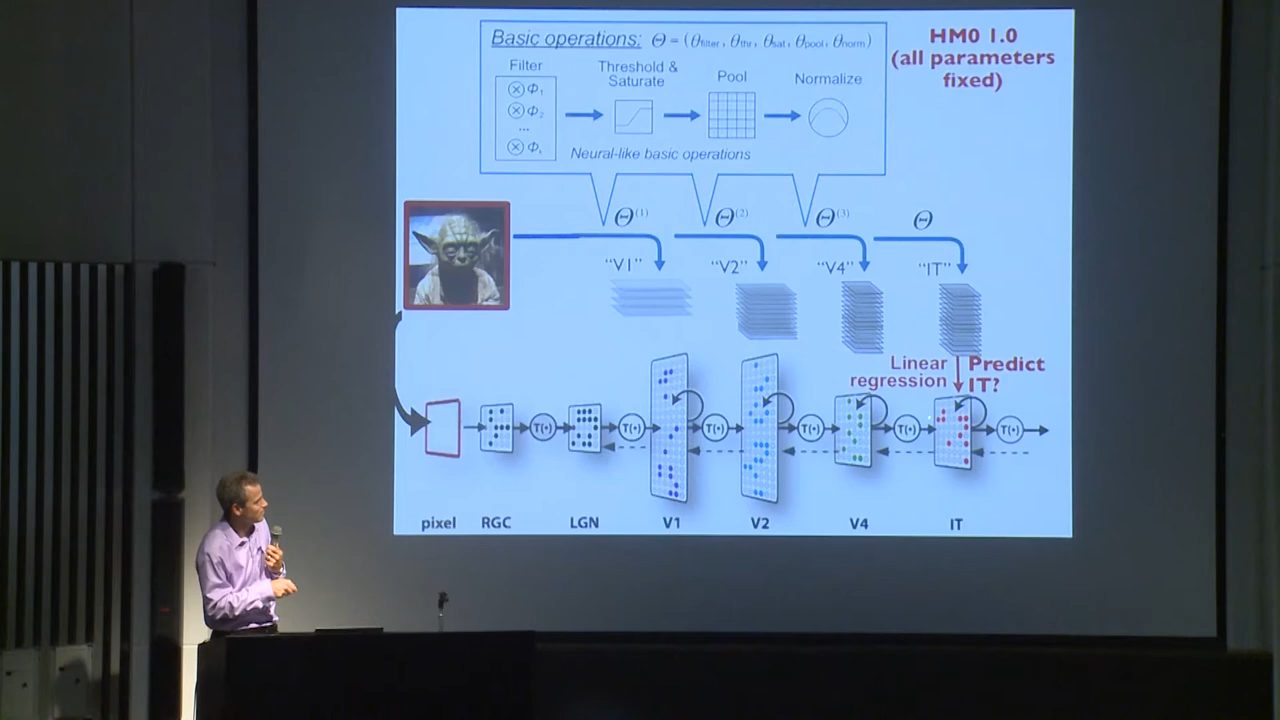 Basic operations: Θ = (θfilter, θthr, θsat, θpool, θnorm)
HMO 1.0
(all parameters
fixed)
Filter
Threshold &
Saturate
Pool
Normalize
⊗ Φ₁
⊗ Φ₂
...
⊗
Neural-like basic operations
Θ(1)
Θ(2)
Θ(3)
Θ
"V1"
"V2"
"V4"
"IT"
Linear
regression
Predict
IT?
T(•)
T(•)
T(•)
T(•)
T(•)
T(•)
pixel
RGC
LGN
V1
V2
V4
IT